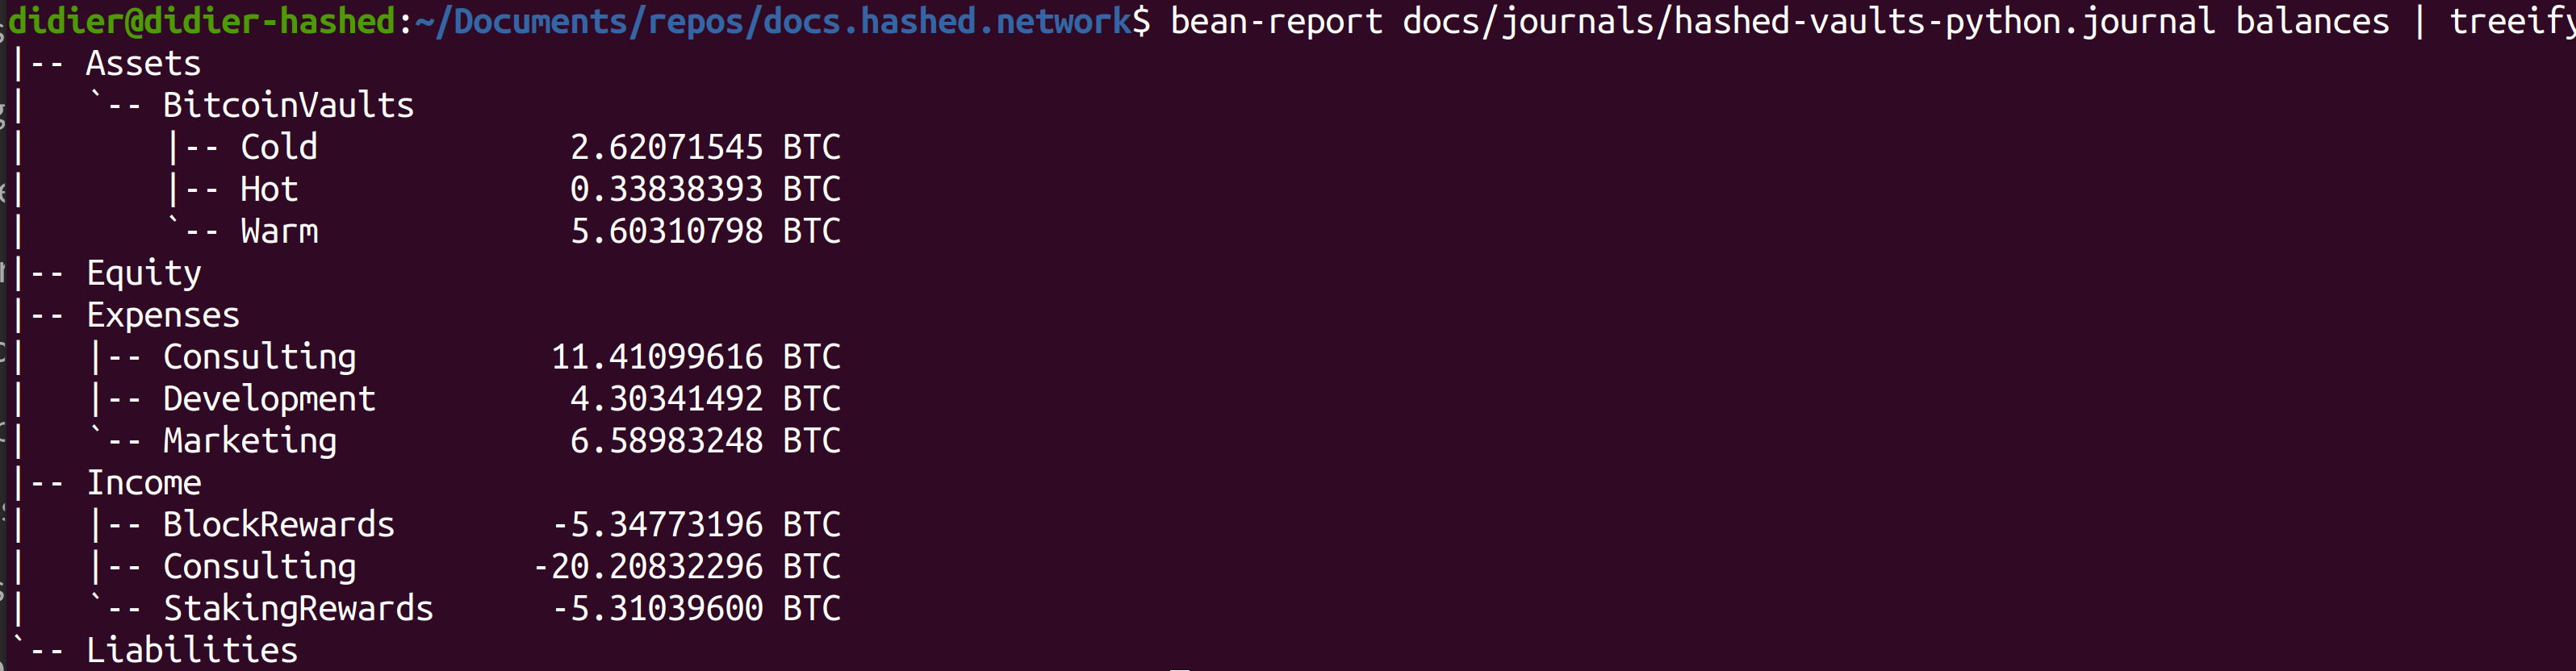 didier@didier-hashed:~/Documents/repos/docs.hashed.network$ bean-report docs/journals/hashed-vaults-python.journal balances | treeify
|-- Assets
|   `-- BitcoinVaults
|       |-- Cold             2.62071545 BTC
|       |-- Hot              0.33838393 BTC
|       `-- Warm             5.60310798 BTC
|-- Equity
|-- Expenses
|   |-- Consulting          11.41099616 BTC
|   |-- Development          4.30341492 BTC
|   `-- Marketing            6.58983248 BTC
|-- Income
|   |-- BlockRewards        -5.34773196 BTC
|   |-- Consulting         -20.20832296 BTC
|   `-- StakingRewards      -5.31039600 BTC
`-- Liabilities